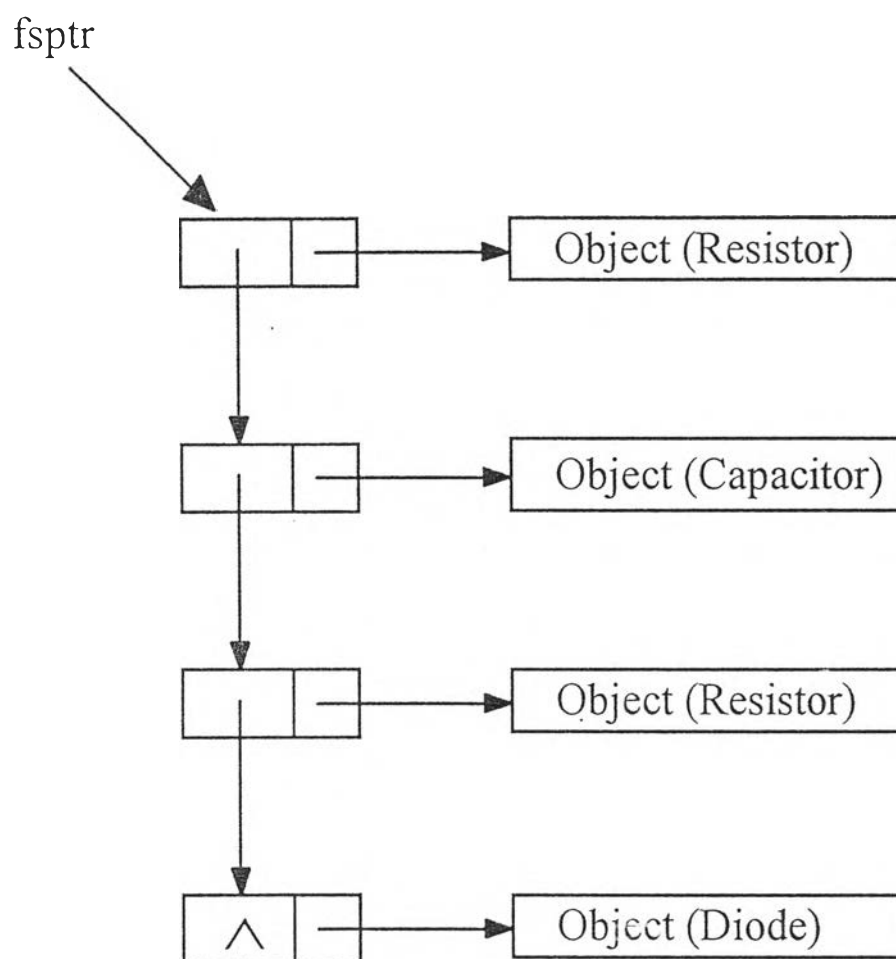 fsptr
Object (Resistor)
Object (Capacitor)
Object (Resistor)
Object (Diode)